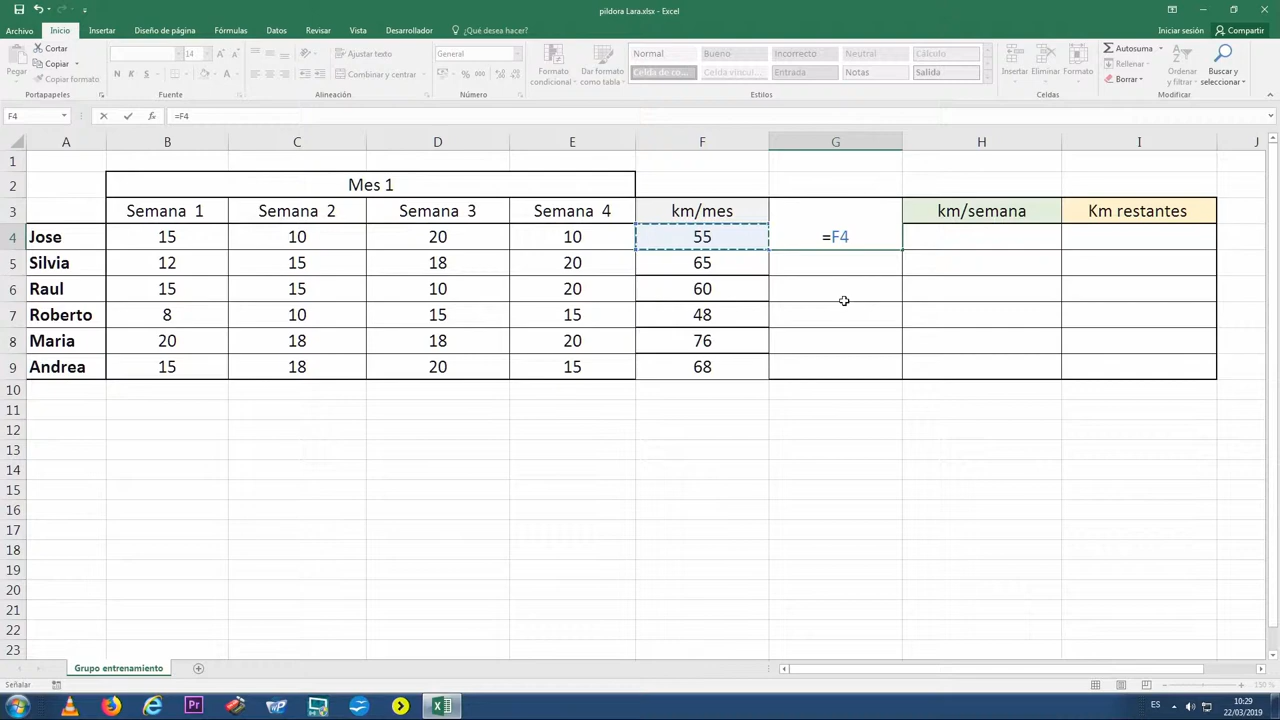 pildora Lara.xlsx - Excel
Archivo Inicio Insertar Diseño de página Fórmulas Datos Revisar Vista Desarrollador ¿Qué desea hacer? Iniciar sesión Compartir
Cortar
Copiar
Copiar formato
Pegar
Portapapeles
14
N K S
Fuente
Ajustar texto
Combinar y centrar
Alineación
General
% 000
Número
Formato condicional
Dar formato como tabla
Normal Bueno Incorrecto Neutral Cálculo
Celda de co... Celda vincul... Entrada Notas Salida
Estilos
Insertar Eliminar Formato
Celdas
Autosuma
Rellenar
Borrar
Ordenar y filtrar
Buscar y seleccionar
Modificar
F4 =F4
A B C D E F G H I J
1
2 Mes 1
3 Semana 1 Semana 2 Semana 3 Semana 4 km/mes km/semana Km restantes
4 Jose 15 10 20 10 55 =F4
5 Silvia 12 15 18 20 65
6 Raul 15 15 10 20 60
7 Roberto 8 10 15 15 48
8 Maria 20 18 18 20 76
9 Andrea 15 18 20 15 68
10
11
12
13
14
15
16
17
18
19
20
21
22
23
Grupo entrenamiento
Señalar 150 %
Pr ES 10:29
22/03/2019